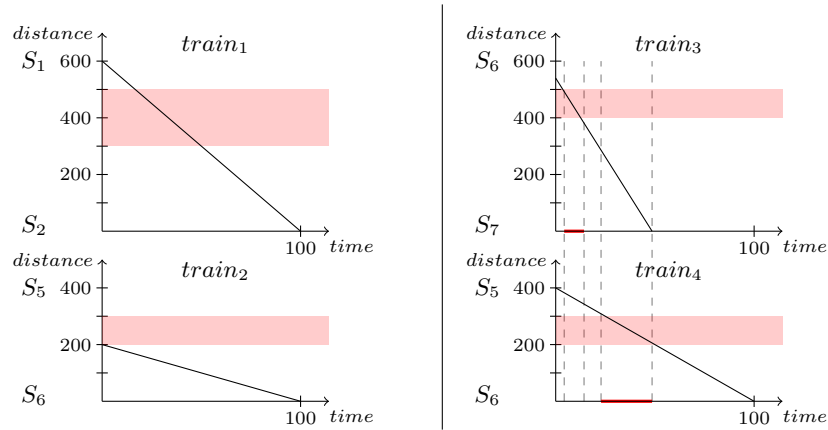 distance
train₁
S₁
600
400
200
S₂
100
time
distance
train₂
S₅
400
200
S₆
100
time
distance
train₃
S₆
600
400
200
S₇
100
time
distance
train₄
S₅
400
200
S₆
100
time